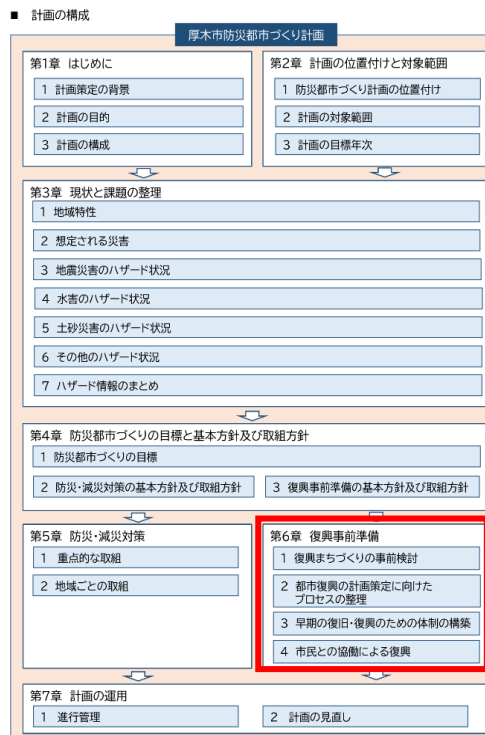 ■ 計画の構成
厚木市防災都市づくり計画
第1章 はじめに
1 計画策定の背景
2 計画の目的
3 計画の構成
第2章 計画の位置付けと対象範囲
1 防災都市づくり計画の位置付け
2 計画の対象範囲
3 計画の目標年次
第3章 現状と課題の整理
1 地域特性
2 想定される災害
3 地震災害のハザード状況
4 水害のハザード状況
5 土砂災害のハザード状況
6 その他のハザード状況
7 ハザード情報のまとめ
第4章 防災都市づくりの目標と基本方針及び取組方針
1 防災都市づくりの目標
2 防災・減災対策の基本方針及び取組方針
3 復興事前準備の基本方針及び取組方針
第5章 防災・減災対策
1 重点的な取組
2 地域ごとの取組
第6章 復興事前準備
1 復興まちづくりの事前検討
2 都市復興の計画策定に向けた
プロセスの整理
3 早期の復旧・復興のための体制の構築
4 市民との協働による復興
第7章 計画の運用
1 進行管理
2 計画の見直し